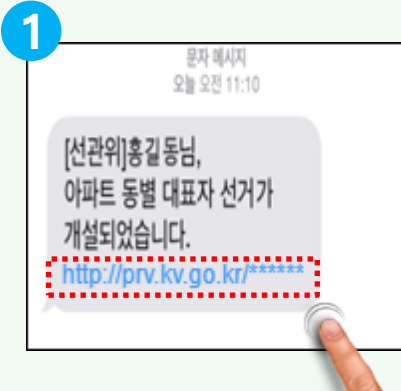 1
문자 메시지
오늘 오전 11:10
[선관위]홍길동님,
아파트 동별 대표자 선거가
개설되었습니다.
http://prv.kv.go.kr/******